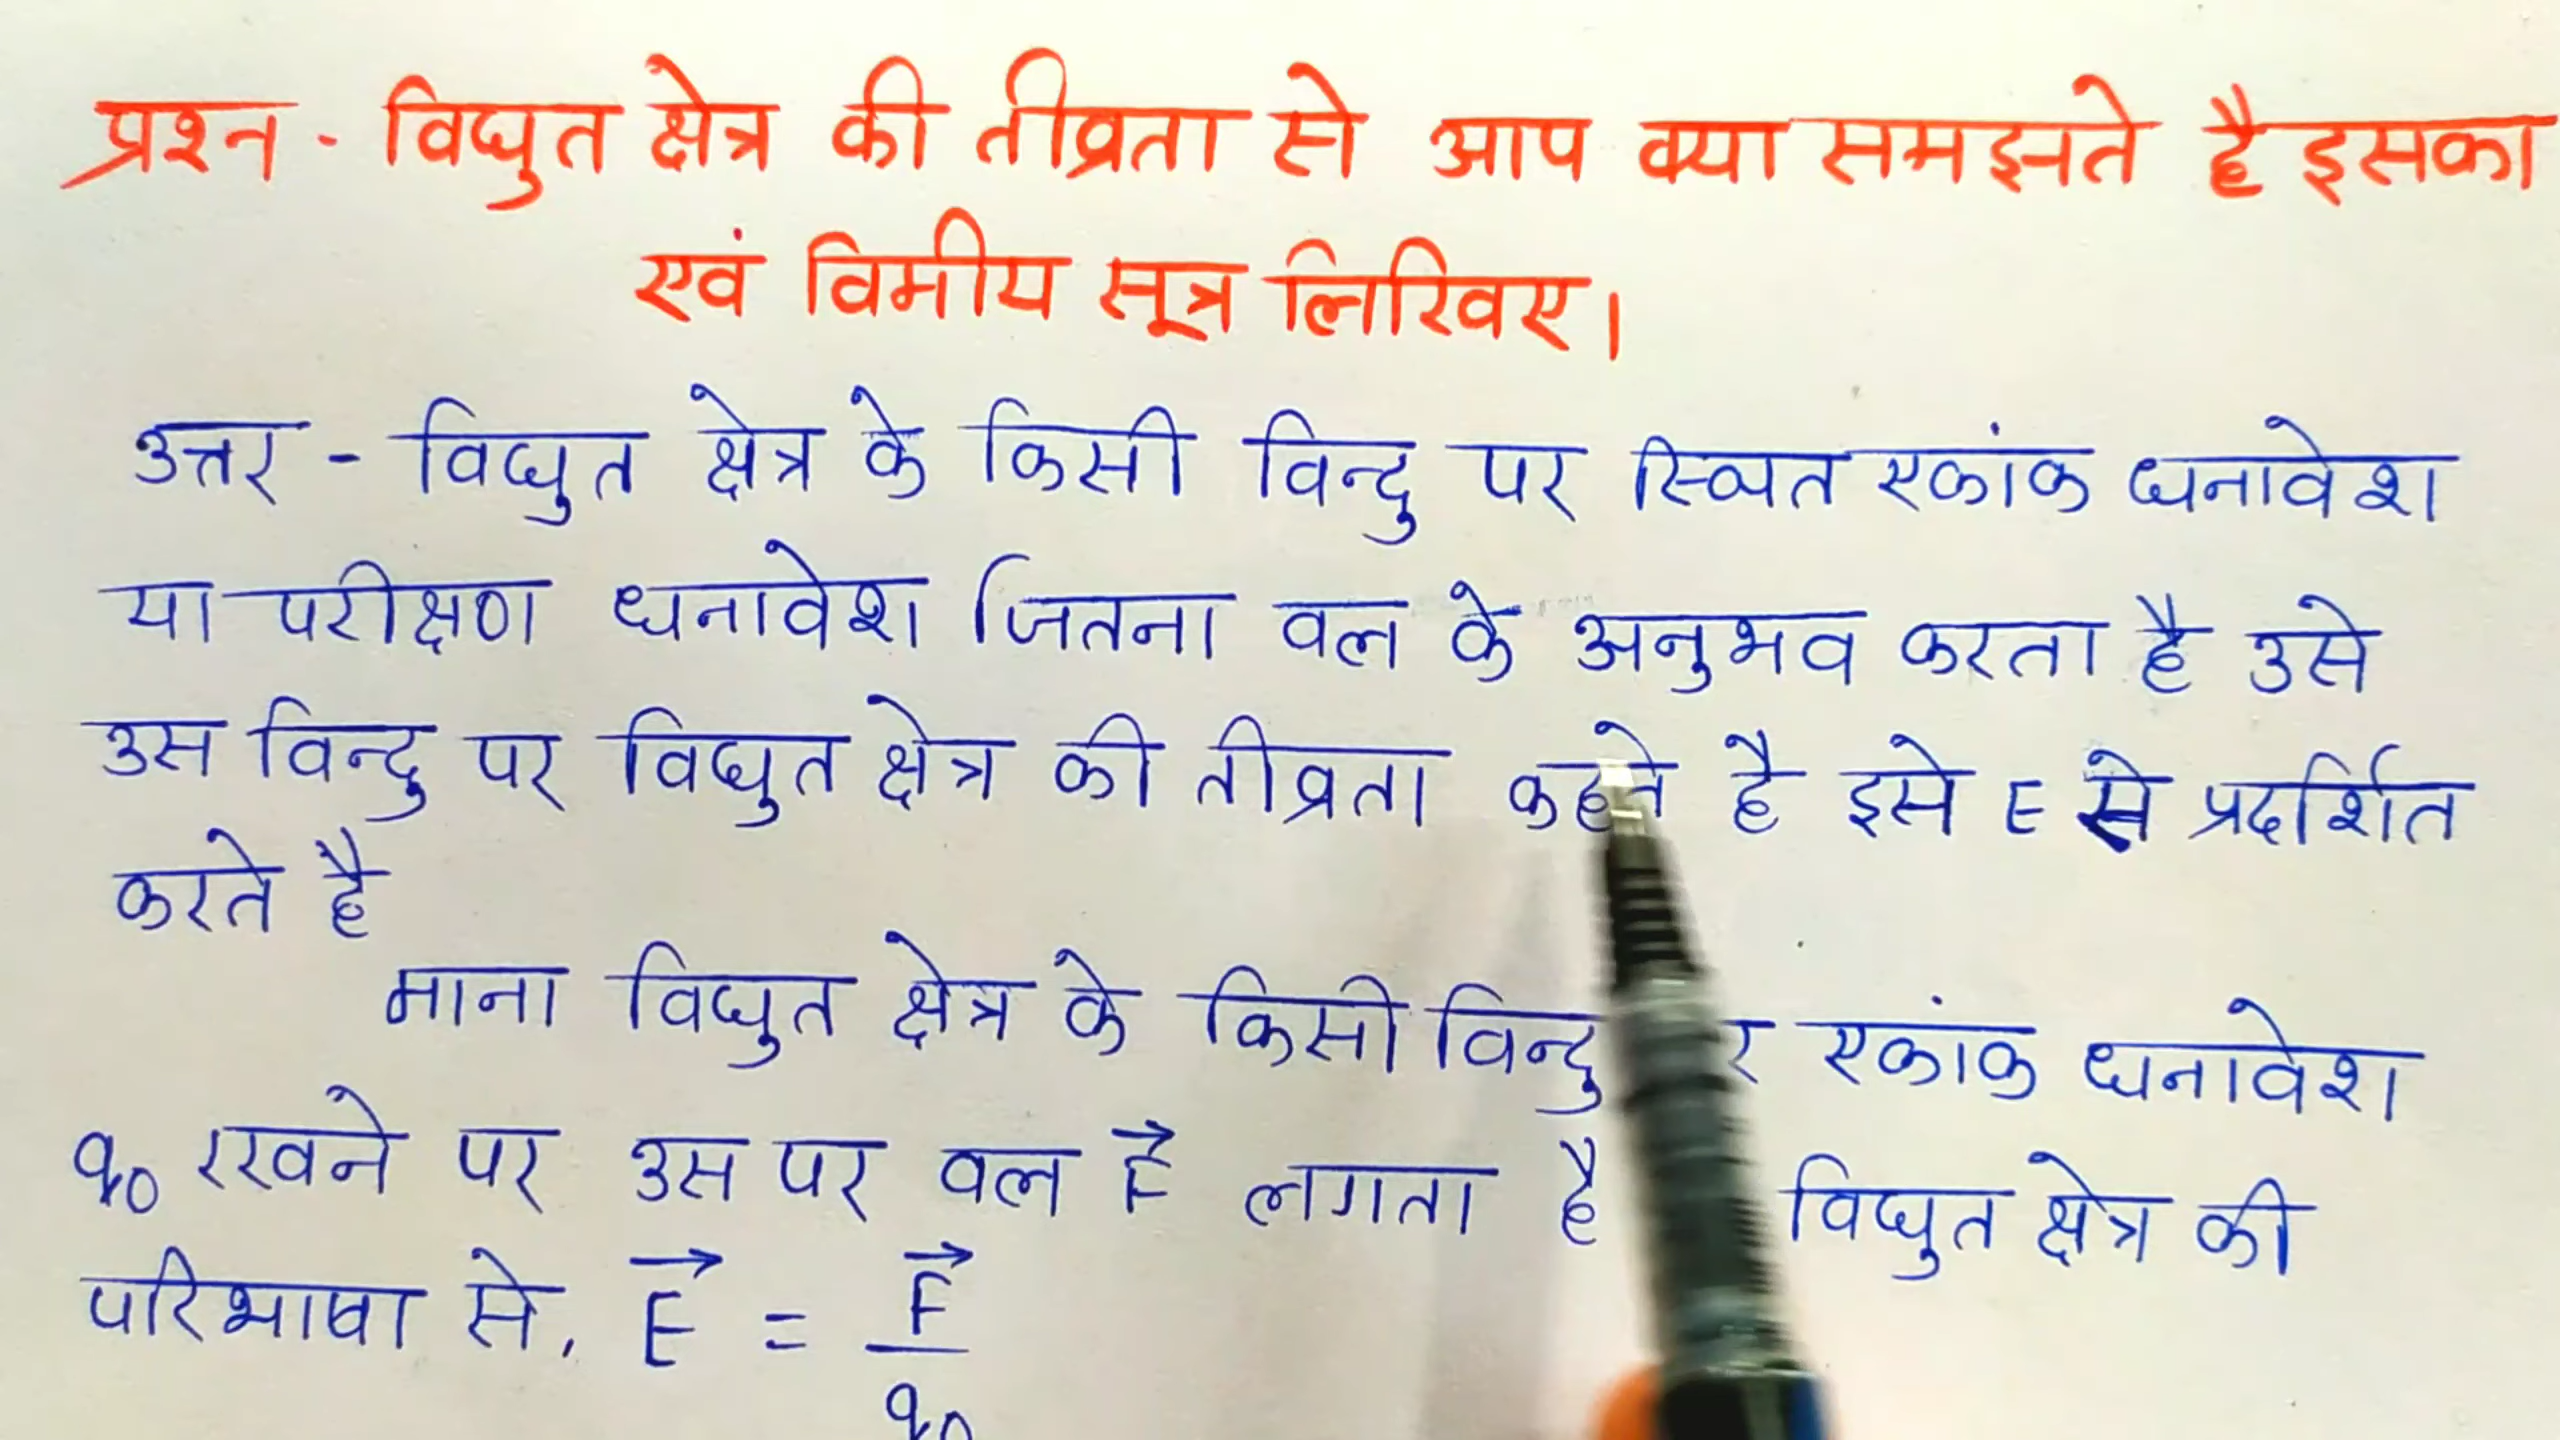 प्रश्न - विद्युत क्षेत्र की तीव्रता से आप क्या समझते है इसका
एवं विमीय सूत्र लिखिए।
उत्तर - विद्युत क्षेत्र के किसी विन्दु पर स्थित एकांक धनावेश
या परीक्षण धनावेश जितना वल के अनुभव करता है उसे
उस विन्दु पर विद्युत क्षेत्र की तीव्रता कहते है इसे E से प्रदर्शित
करते है
माना विद्युत क्षेत्र के किसी विन्दु एकांक धनावेश
q₀ रखने पर उस पर वल F⃗ लगता है विद्युत क्षेत्र की
परिभाषा से, E⃗ = F⃗ / q₀